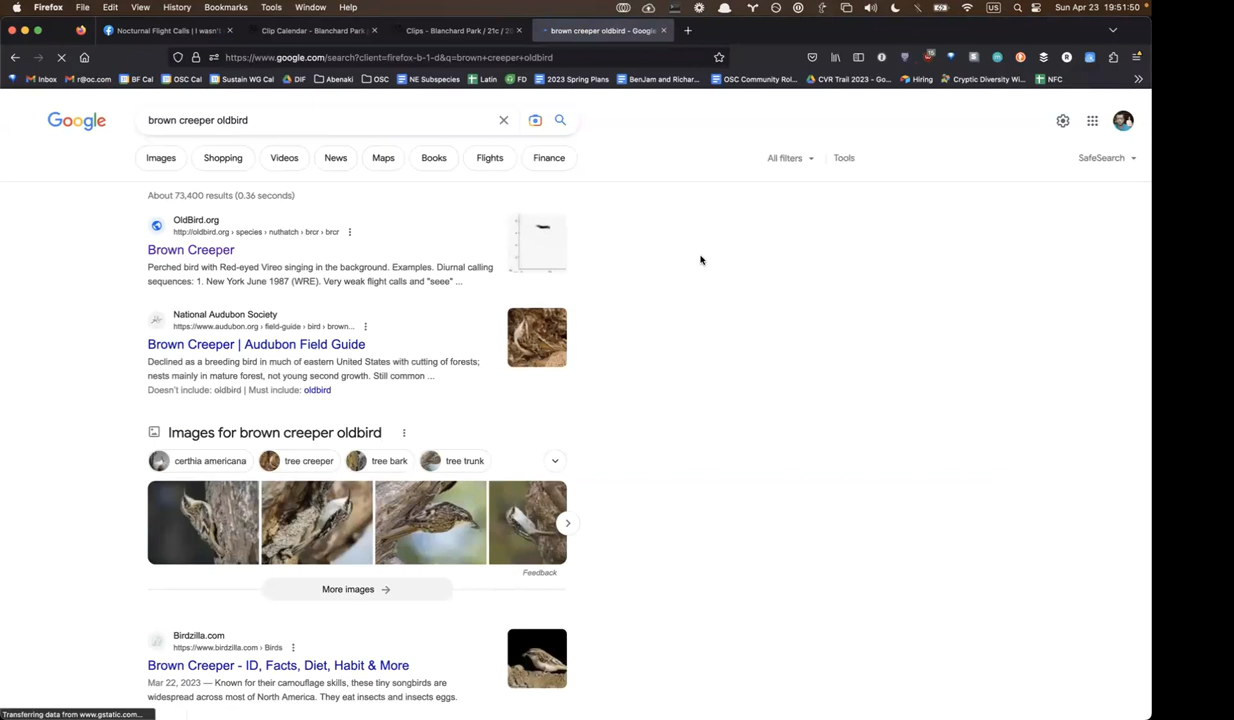 Firefox File Edit View History Bookmarks Tools Window Help
US
Sun Apr 23 19:51:50
Nocturnal Flight Calls | I wasn't
Clip Calendar - Blanchard Park /
Clips - Blanchard Park / 21c / 20
brown creeper oldbird - Google
https://www.google.com/search?client=firefox-b-1-d&q=brown+creeper+oldbird
15
Inbox
r@oc.com
BF Cal
OSC Cal
Sustain WG Cal
DIF
Abenaki
OSC
NE Subspecies
Latin
FD
2023 Spring Plans
BenJam and Richar...
OSC Community Rol...
CVR Trail 2023 - Go...
Hiring
Cryptic Diversity Wi...
NFC
Google
brown creeper oldbird
Images Shopping Videos News Maps Books Flights Finance
All filters
Tools
SafeSearch
About 73,400 results (0.36 seconds)
OldBird.org
http://oldbird.org › species › nuthatch › brcr › brcr
Brown Creeper
Perched bird with Red-eyed Vireo singing in the background. Examples. Diurnal calling
sequences: 1. New York June 1987 (WRE). Very weak flight calls and "seee" ...
National Audubon Society
https://www.audubon.org › field-guide › bird › brown...
Brown Creeper | Audubon Field Guide
Declined as a breeding bird in much of eastern United States with cutting of forests;
nests mainly in mature forest, not young second growth. Still common ...
Doesn't include: oldbird | Must include: oldbird
Images for brown creeper oldbird
certhia americana
tree creeper
tree bark
tree trunk
Feedback
More images
Birdzilla.com
https://www.birdzilla.com › Birds
Brown Creeper - ID, Facts, Diet, Habit & More
Mar 22, 2023 — Known for their camouflage skills, these tiny songbirds are
widespread across most of North America. They eat insects and insects eggs.
Transferring data from www.gstatic.com...